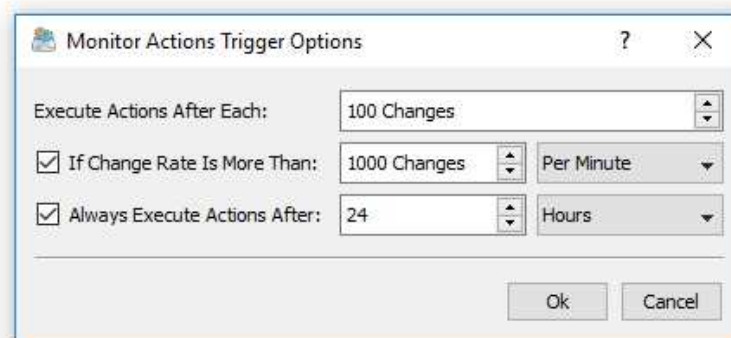 Monitor Actions Trigger Options ?
Execute Actions After Each: 100 Changes
If Change Rate Is More Than: 1000 Changes Per Minute
Always Execute Actions After: 24 Hours
Ok Cancel